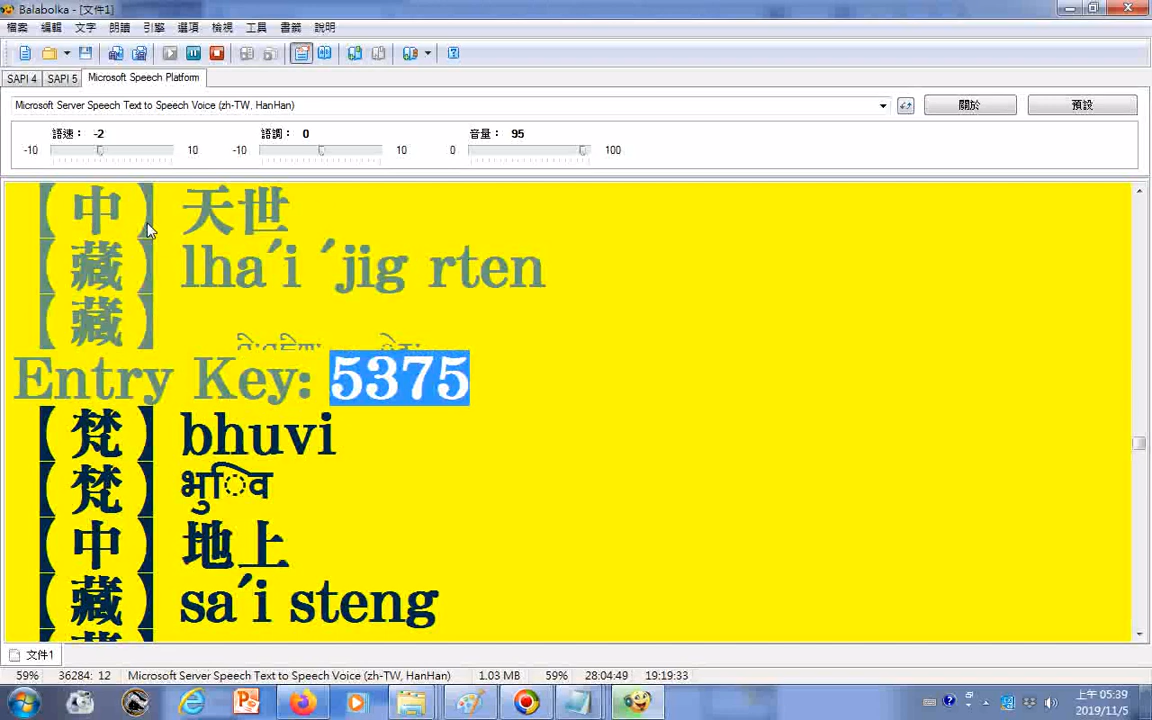 Balabolka - [文件1]
檔案 編輯 文字 朗讀 引擎 選項 檢視 工具 書籤 說明
SAPI 4 SAPI 5 Microsoft Speech Platform
Microsoft Server Speech Text to Speech Voice (zh-TW, HanHan)
關於 預設
語速： -2 語調： 0 音量： 95
-10 10 -10 10 0 100
【中】 天世
【藏】 lha´i ´jig rten
【藏】
Entry Key: 5375
【梵】 bhuvi
【梵】 भुिव
【中】 地上
【藏】 sa´i steng
文件1
59% 36284: 12 Microsoft Server Speech Text to Speech Voice (zh-TW, HanHan) 1.03 MB 59% 28:04:49 19:19:33
上午 05:39
2019/11/5